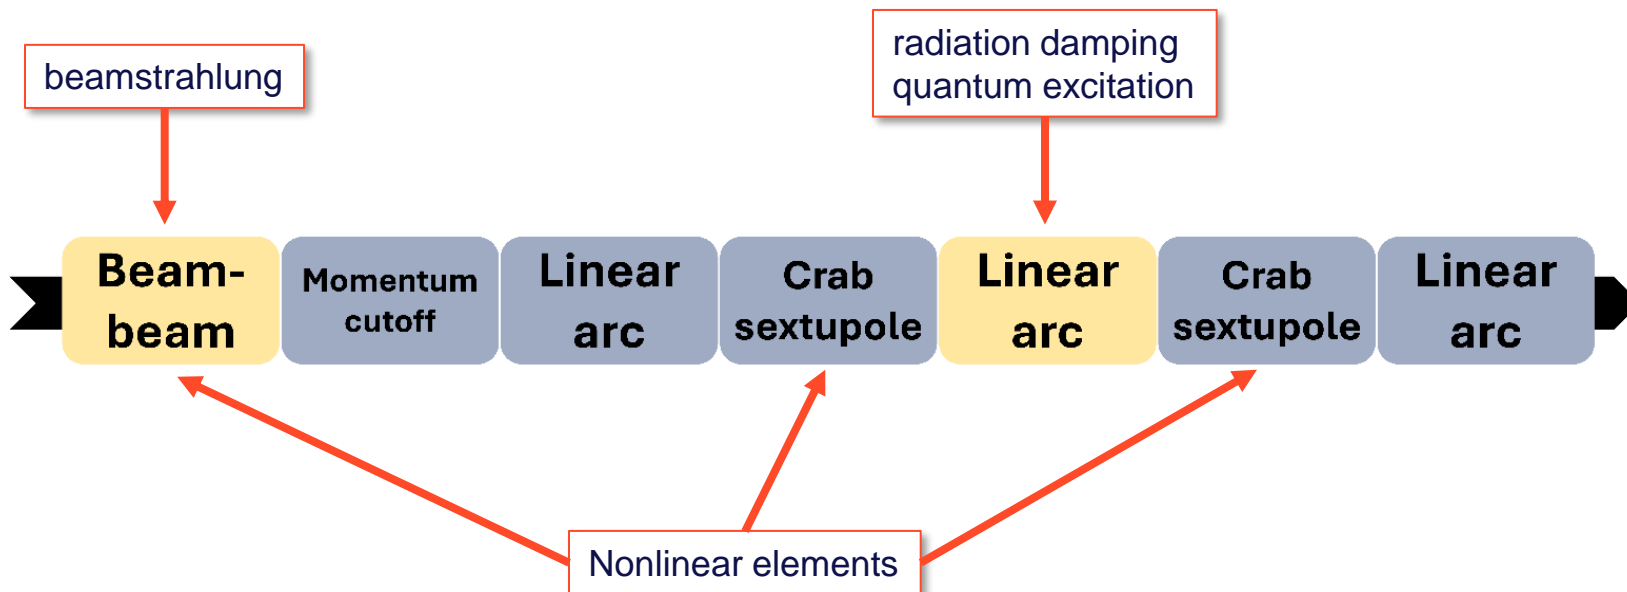 beamstrahlung
radiation damping
quantum excitation
Beam-
beam
Momentum
cutoff
Linear
arc
Crab
sextupole
Linear
arc
Crab
sextupole
Linear
arc
Nonlinear elements